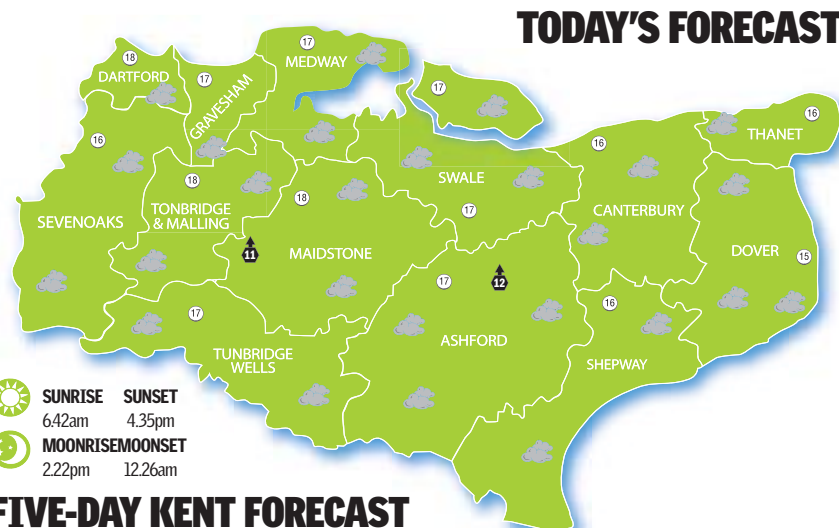 TODAY'S FORECAST
17
MEDWAY
18
DARTFORD
17
GRAVESHAM
17
16
THANET
16
16
18
TONBRIDGE
& MALLING
SWALE
18
17
CANTERBURY
SEVENOAKS
MAIDSTONE
DOVER
15
11
12
17
16
17
ASHFORD
TUNBRIDGE
WELLS
SHEPWAY
SUNRISE SUNSET
6.42am 4.35pm
MOONRISEMOONSET
2.22pm 12.26am
FIVE-DAY KENT FORECAST